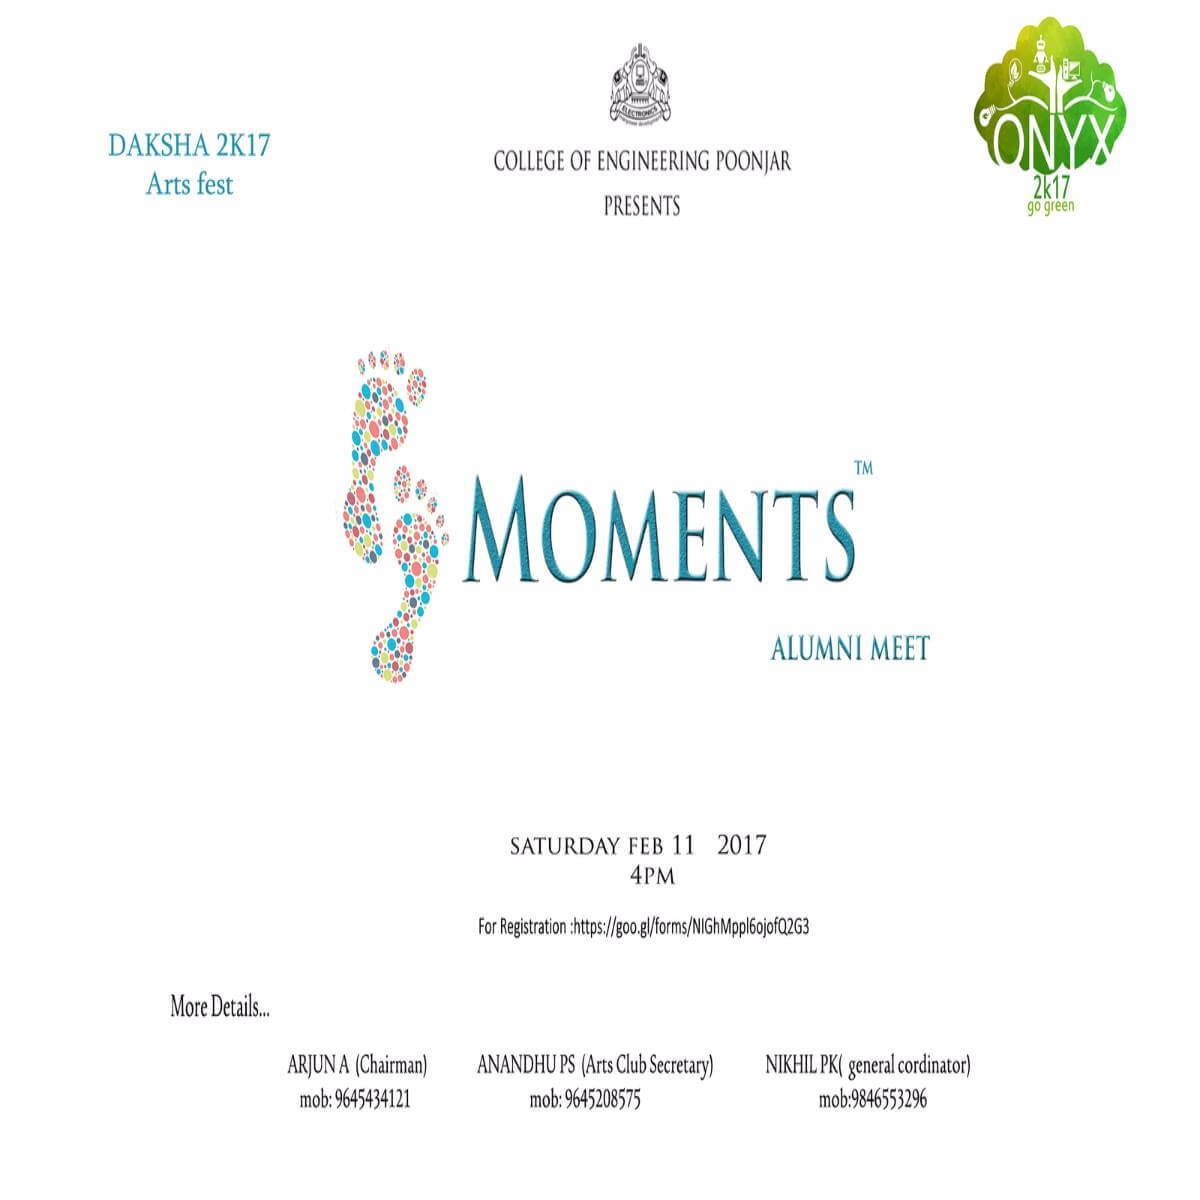 DAKSHA 2K17
Arts fest
ELECTRONICS
COLLEGE OF ENGINEERING POONJAR
PRESENTS
ONYX
2k17
go green
MOMENTS™
ALUMNI MEET
SATURDAY FEB 11 2017
4PM
For Registration :https://goo.gl/forms/NIGhMppl6ojofQ2G3
More Details...
ARJUN A (Chairman)
mob: 9645434121
ANANDHU PS (Arts Club Secretary)
mob: 9645208575
NIKHIL PK( general cordinator)
mob:9846553296